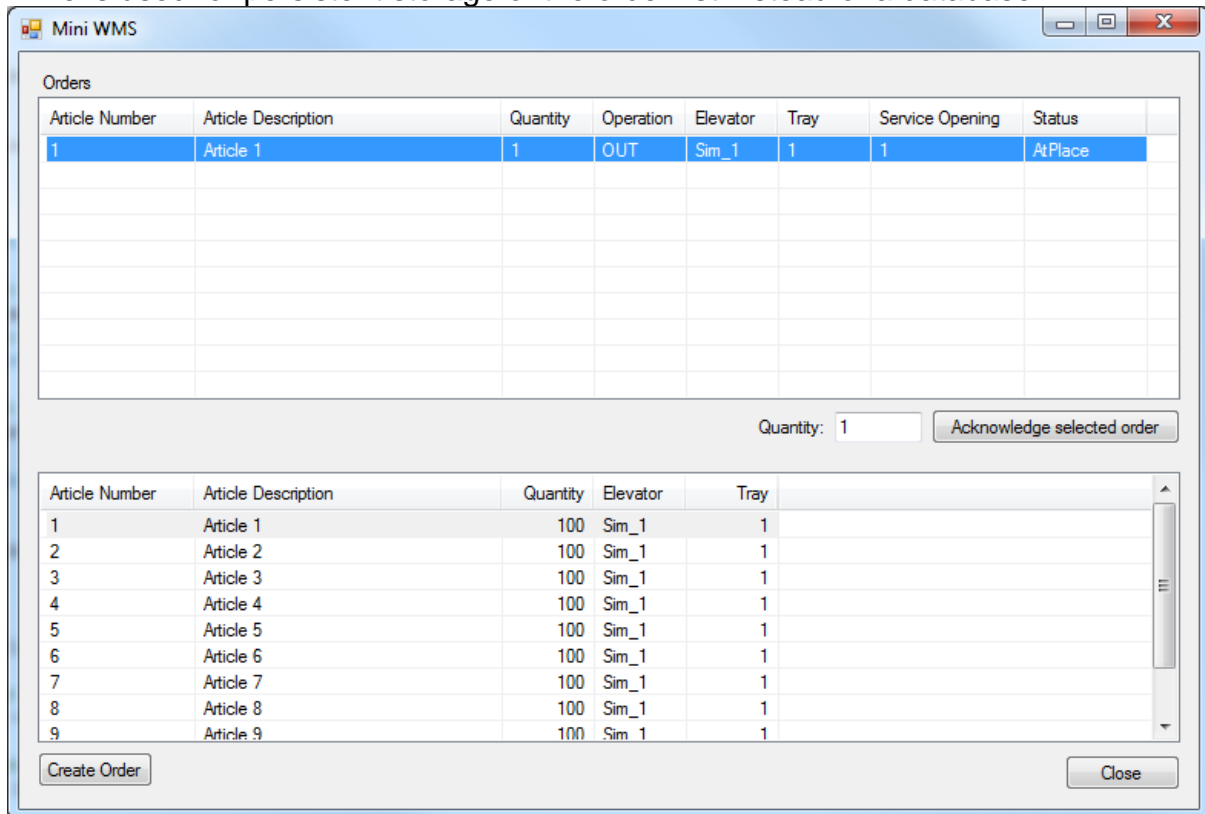 Mini WMS
Orders
Article Number Article Description Quantity Operation Elevator Tray Service Opening Status
1 Article 1 1 OUT Sim_1 1 1 AtPlace
Quantity: 1 Acknowledge selected order
Article Number Article Description Quantity Elevator Tray
1 Article 1 100 Sim_1 1
2 Article 2 100 Sim_1 1
3 Article 3 100 Sim_1 1
4 Article 4 100 Sim_1 1
5 Article 5 100 Sim_1 1
6 Article 6 100 Sim_1 1
7 Article 7 100 Sim_1 1
8 Article 8 100 Sim_1 1
9 Article 9 100 Sim_1 1
Create Order Close